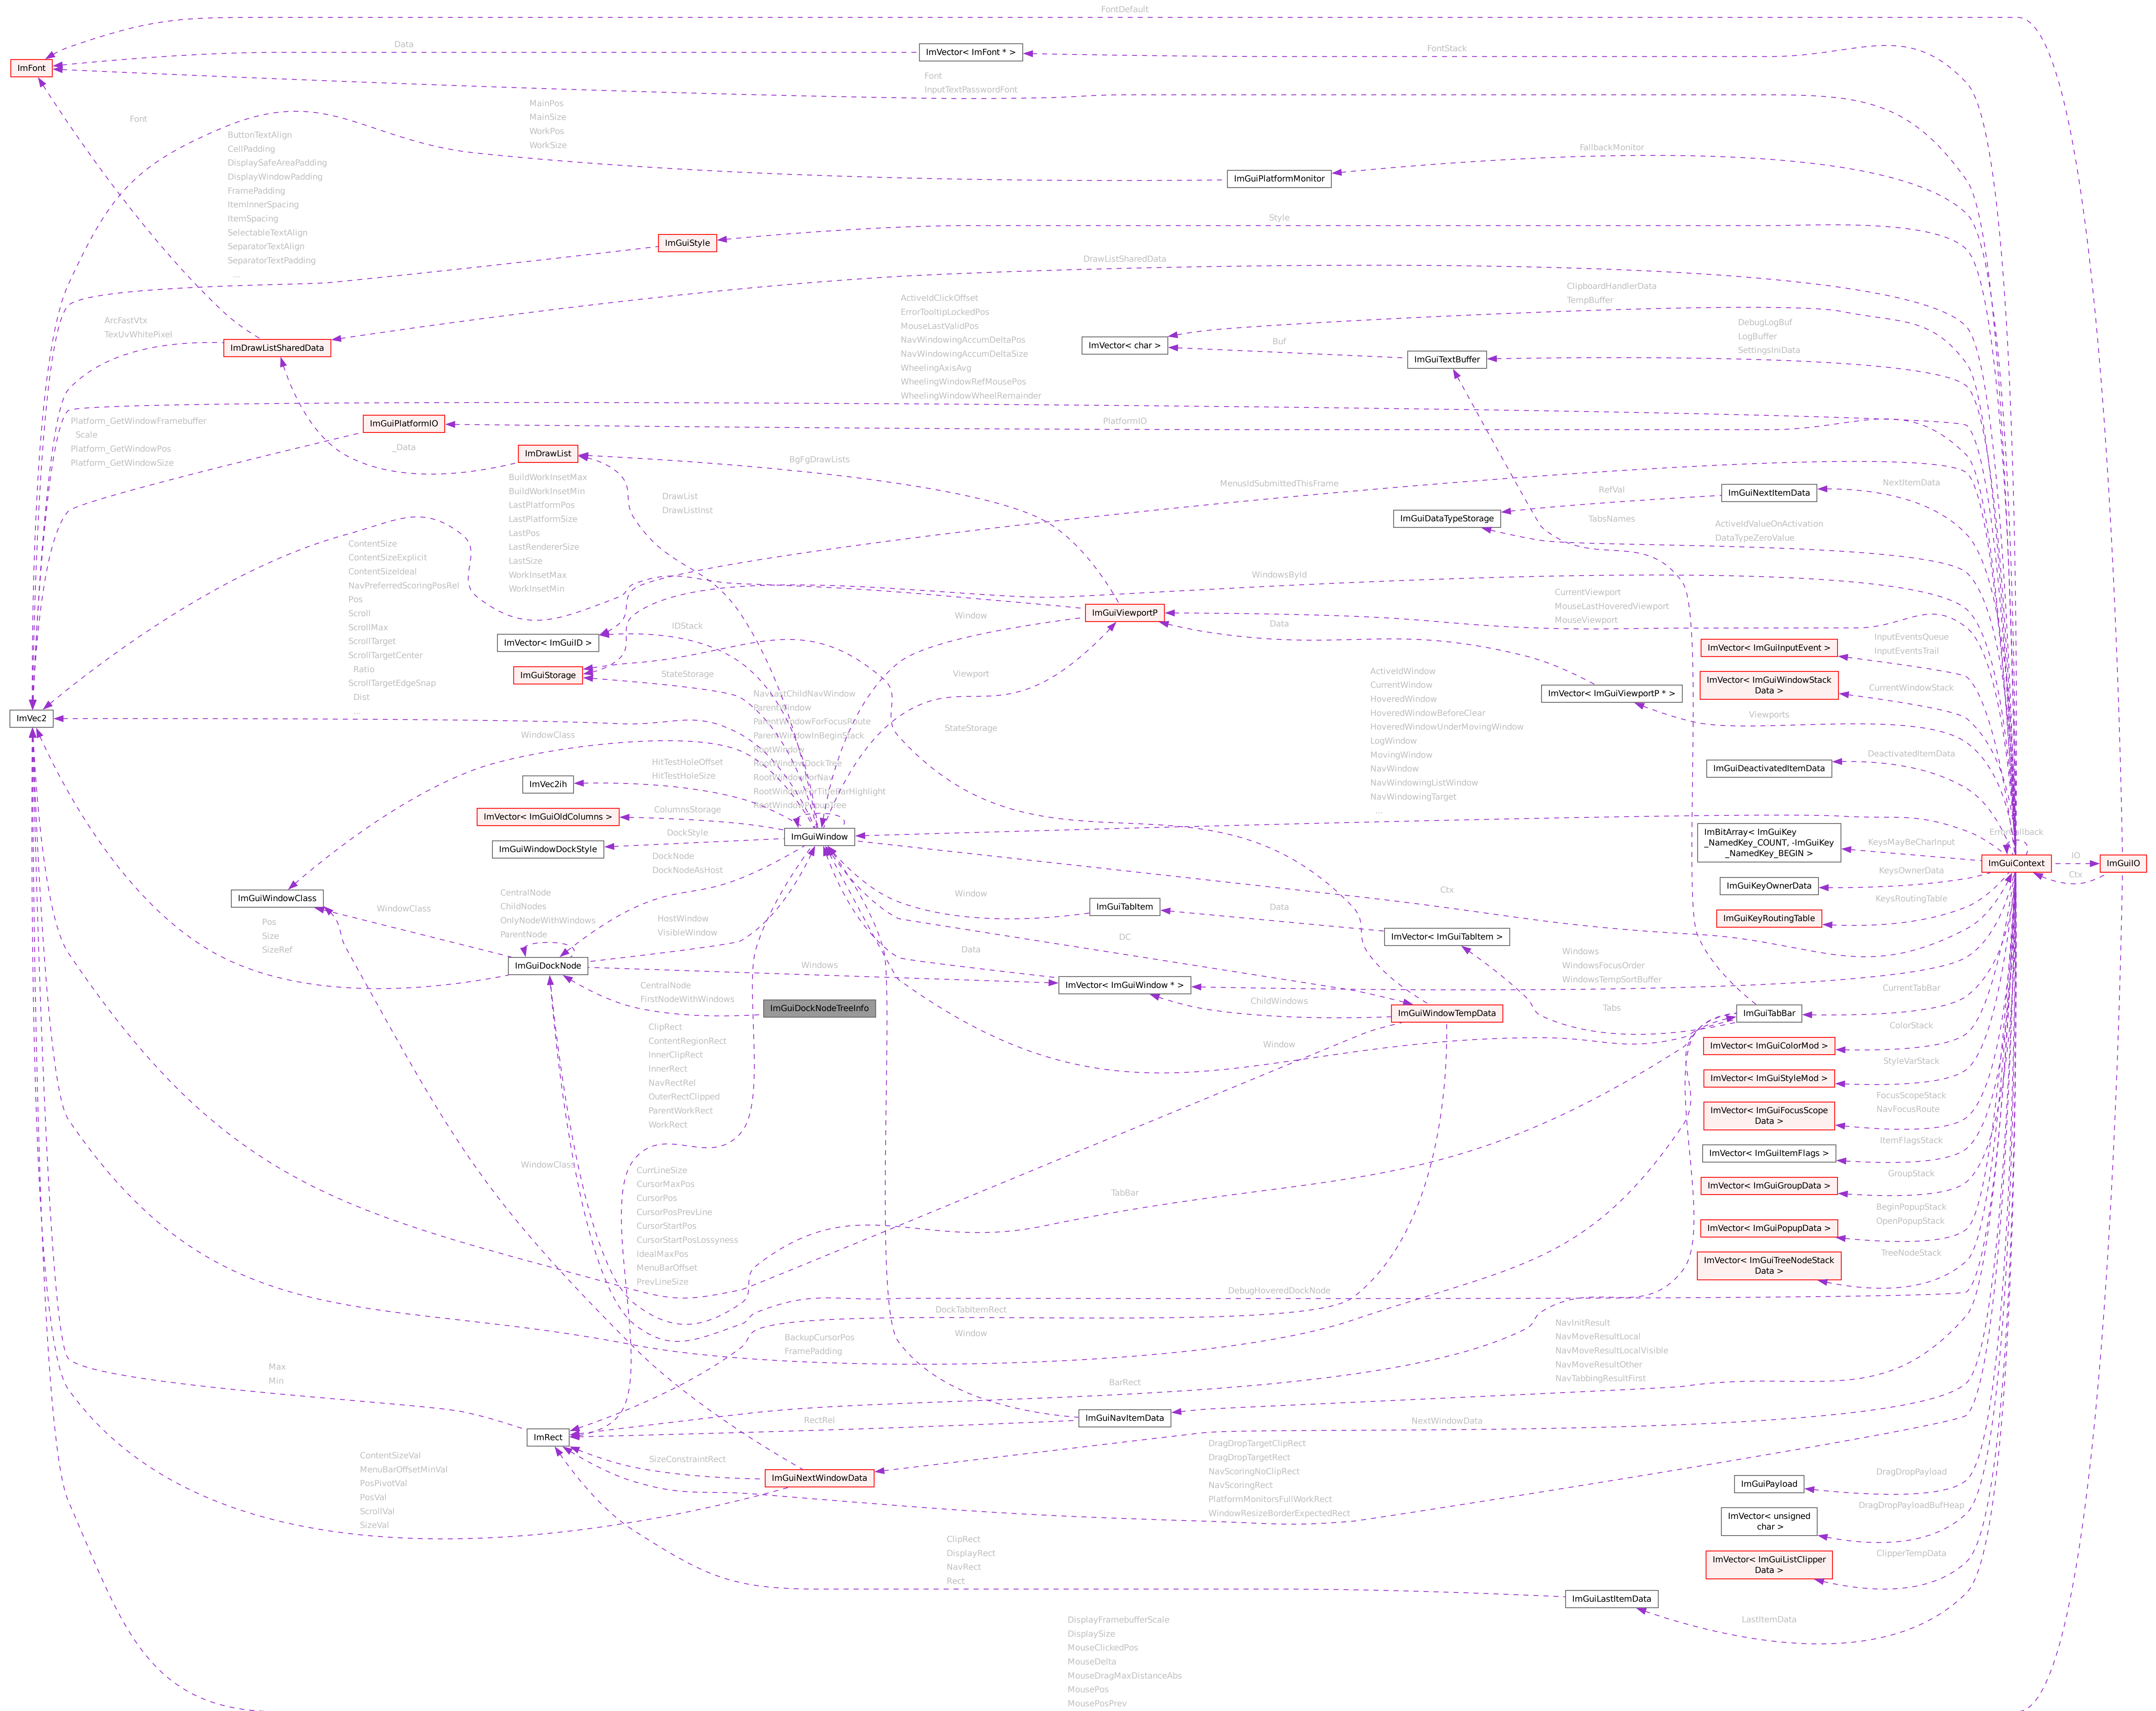 FontDefault
Data
ImVector< ImFont * >
FontStack
ImFont
Font
InputTextPasswordFont
MainPos
MainSize
WorkPos
WorkSize
Font
ButtonTextAlign
CellPadding
DisplaySafeAreaPadding
DisplayWindowPadding
FramePadding
ItemInnerSpacing
ItemSpacing
SelectableTextAlign
SeparatorTextAlign
SeparatorTextPadding
...
FallbackMonitor
ImGuiPlatformMonitor
Style
ImGuiStyle
DrawListSharedData
ArcFastVtx
TexUvWhitePixel
ImDrawListSharedData
ActiveIdClickOffset
ErrorTooltipLockedPos
MouseLastValidPos
NavWindowingAccumDeltaPos
NavWindowingAccumDeltaSize
WheelingAxisAvg
WheelingWindowRefMousePos
WheelingWindowWheelRemainder
ClipboardHandlerData
TempBuffer
ImVector< char >
Buf
ImGuiTextBuffer
DebugLogBuf
LogBuffer
SettingsIniData
Platform_GetWindowFramebuffer
Scale
Platform_GetWindowPos
Platform_GetWindowSize
ImGuiPlatformIO
PlatformIO
_Data
ImDrawList
BgFgDrawLists
BuildWorkInsetMax
BuildWorkInsetMin
LastPlatformPos
LastPlatformSize
LastPos
LastRendererSize
LastSize
WorkInsetMax
WorkInsetMin
DrawList
DrawListInst
MenusIdSubmittedThisFrame
RefVal
ImGuiNextItemData
NextItemData
ImGuiDataTypeStorage
TabsNames
ActiveIdValueOnActivation
DataTypeZeroValue
ContentSize
ContentSizeExplicit
ContentSizeIdeal
NavPreferredScoringPosRel
Pos
Scroll
ScrollMax
ScrollTarget
ScrollTargetCenter
Ratio
ScrollTargetEdgeSnap
Dist
...
WindowsById
ImGuiViewportP
CurrentViewport
MouseLastHoveredViewport
MouseViewport
Window
Data
IDStack
ImVector< ImGuiID >
ImGuiStorage
StateStorage
Viewport
ImVector< ImGuiInputEvent >
InputEventsQueue
InputEventsTrail
ImVector< ImGuiWindowStack
Data >
CurrentWindowStack
ImVector< ImGuiViewportP * >
Viewports
ImVec2
NavLastChildNavWindow
ParentWindow
ParentWindowForFocusRoute
ParentWindowInBeginStack
RootWindow
RootWindowDockTree
RootWindowForNav
RootWindowForTitleBarHighlight
RootWindowPopupTree
StateStorage
ActiveIdWindow
CurrentWindow
HoveredWindow
HoveredWindowBeforeClear
HoveredWindowUnderMovingWindow
LogWindow
MovingWindow
NavWindow
NavWindowingListWindow
NavWindowingTarget
...
WindowClass
HitTestHoleOffset
HitTestHoleSize
ImVec2ih
ImGuiDeactivatedItemData
DeactivatedItemData
ImVector< ImGuiOldColumns >
ColumnsStorage
ImGuiWindow
DockStyle
ImGuiWindowDockStyle
ImBitArray< ImGuiKey
_NamedKey_COUNT, -ImGuiKey
_NamedKey_BEGIN >
KeysMayBeCharInput
ErrorCallback
ImGuiContext
IO
ImGuiIO
Ctx
DockNode
DockNodeAsHost
ImGuiKeyOwnerData
KeysOwnerData
ImGuiKeyRoutingTable
KeysRoutingTable
ImGuiWindowClass
WindowClass
CentralNode
ChildNodes
OnlyNodeWithWindows
ParentNode
HostWindow
VisibleWindow
Window
ImGuiTabItem
Data
Ctx
Pos
Size
SizeRef
ImGuiDockNode
Windows
Data
DC
ImVector< ImGuiTabItem >
Windows
WindowsFocusOrder
WindowsTempSortBuffer
CentralNode
FirstNodeWithWindows
ImGuiDockNodeTreeInfo
ImVector< ImGuiWindow * >
ChildWindows
ImGuiWindowTempData
Tabs
ImGuiTabBar
CurrentTabBar
ClipRect
ContentRegionRect
InnerClipRect
InnerRect
NavRectRel
OuterRectClipped
ParentWorkRect
WorkRect
Window
ImVector< ImGuiColorMod >
ColorStack
ImVector< ImGuiStyleMod >
StyleVarStack
ImVector< ImGuiFocusScope
Data >
FocusScopeStack
NavFocusRoute
ImVector< ImGuiItemFlags >
ItemFlagsStack
WindowClass
CurrLineSize
CursorMaxPos
CursorPos
CursorPosPrevLine
CursorStartPos
CursorStartPosLossyness
IdealMaxPos
MenuBarOffset
PrevLineSize
TabBar
ImVector< ImGuiGroupData >
GroupStack
ImVector< ImGuiPopupData >
BeginPopupStack
OpenPopupStack
ImVector< ImGuiTreeNodeStack
Data >
TreeNodeStack
DebugHoveredDockNode
DockTabItemRect
Window
BackupCursorPos
FramePadding
NavInitResult
NavMoveResultLocal
NavMoveResultLocalVisible
NavMoveResultOther
NavTabbingResultFirst
Max
Min
BarRect
ImRect
RectRel
ImGuiNavItemData
NextWindowData
SizeConstraintRect
ImGuiNextWindowData
ContentSizeVal
MenuBarOffsetMinVal
PosPivotVal
PosVal
ScrollVal
SizeVal
DragDropTargetClipRect
DragDropTargetRect
NavScoringNoClipRect
NavScoringRect
PlatformMonitorsFullWorkRect
WindowResizeBorderExpectedRect
ImGuiPayload
DragDropPayload
ImVector< unsigned
char >
DragDropPayloadBufHeap
ImVector< ImGuiListClipper
Data >
ClipperTempData
ClipRect
DisplayRect
NavRect
Rect
ImGuiLastItemData
LastItemData
DisplayFramebufferScale
DisplaySize
MouseClickedPos
MouseDelta
MouseDragMaxDistanceAbs
MousePos
MousePosPrev